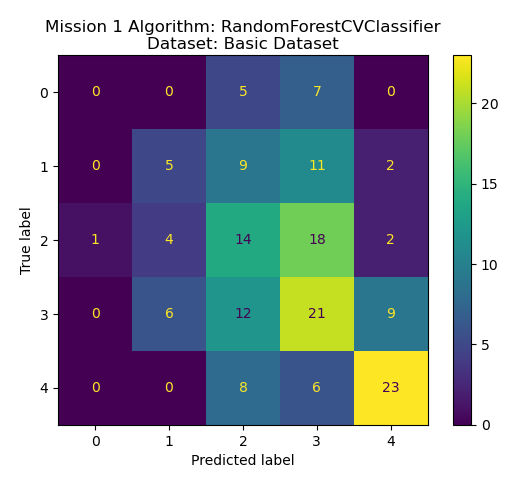 Mission 1 Algorithm: RandomForestCVClassifier
Dataset: Basic Dataset
0 0 0 5 7 0
1 0 5 9 11 2
2 1 4 14 18 2
3 0 6 12 21 9
4 0 0 8 6 23
0 1 2 3 4
Predicted label
True label
20
15
10
5
0